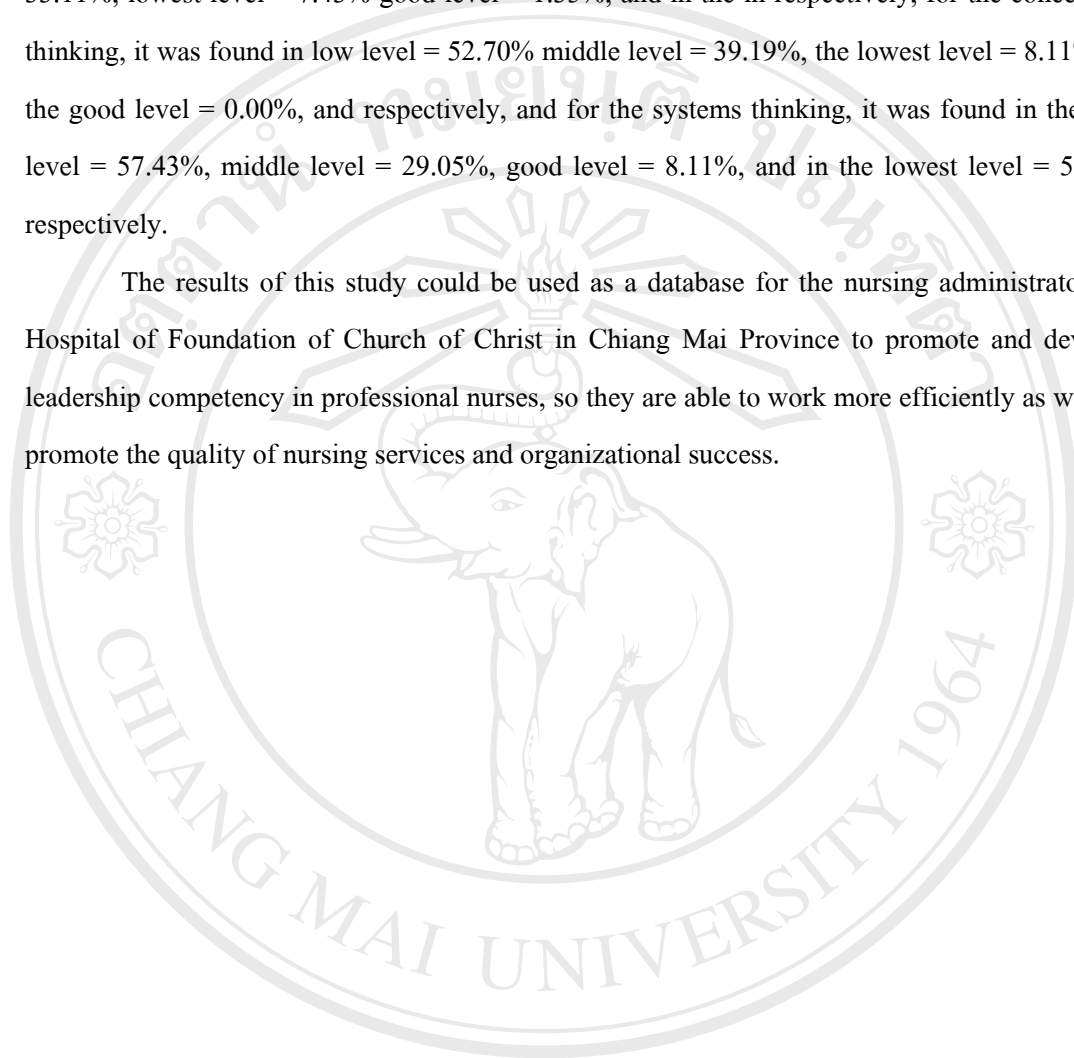 thinking, it was found in low level = 52.70% middle level = 39.19%, the lowest level = 8.11
the good level = 0.00%, and respectively, and for the systems thinking, it was found in the
level = 57.43%, middle level = 29.05%, good level = 8.11%, and in the lowest level = 5
respectively.
The results of this study could be used as a database for the nursing
Hospital of Foundation of Church of Christ in Chiang Mai Province to promote and
leadership competency in professional nurses, so they are able to work more efficiently as
promote the quality of nursing services and organizational success.
CHIANG MAI UNIVERSITY 1964